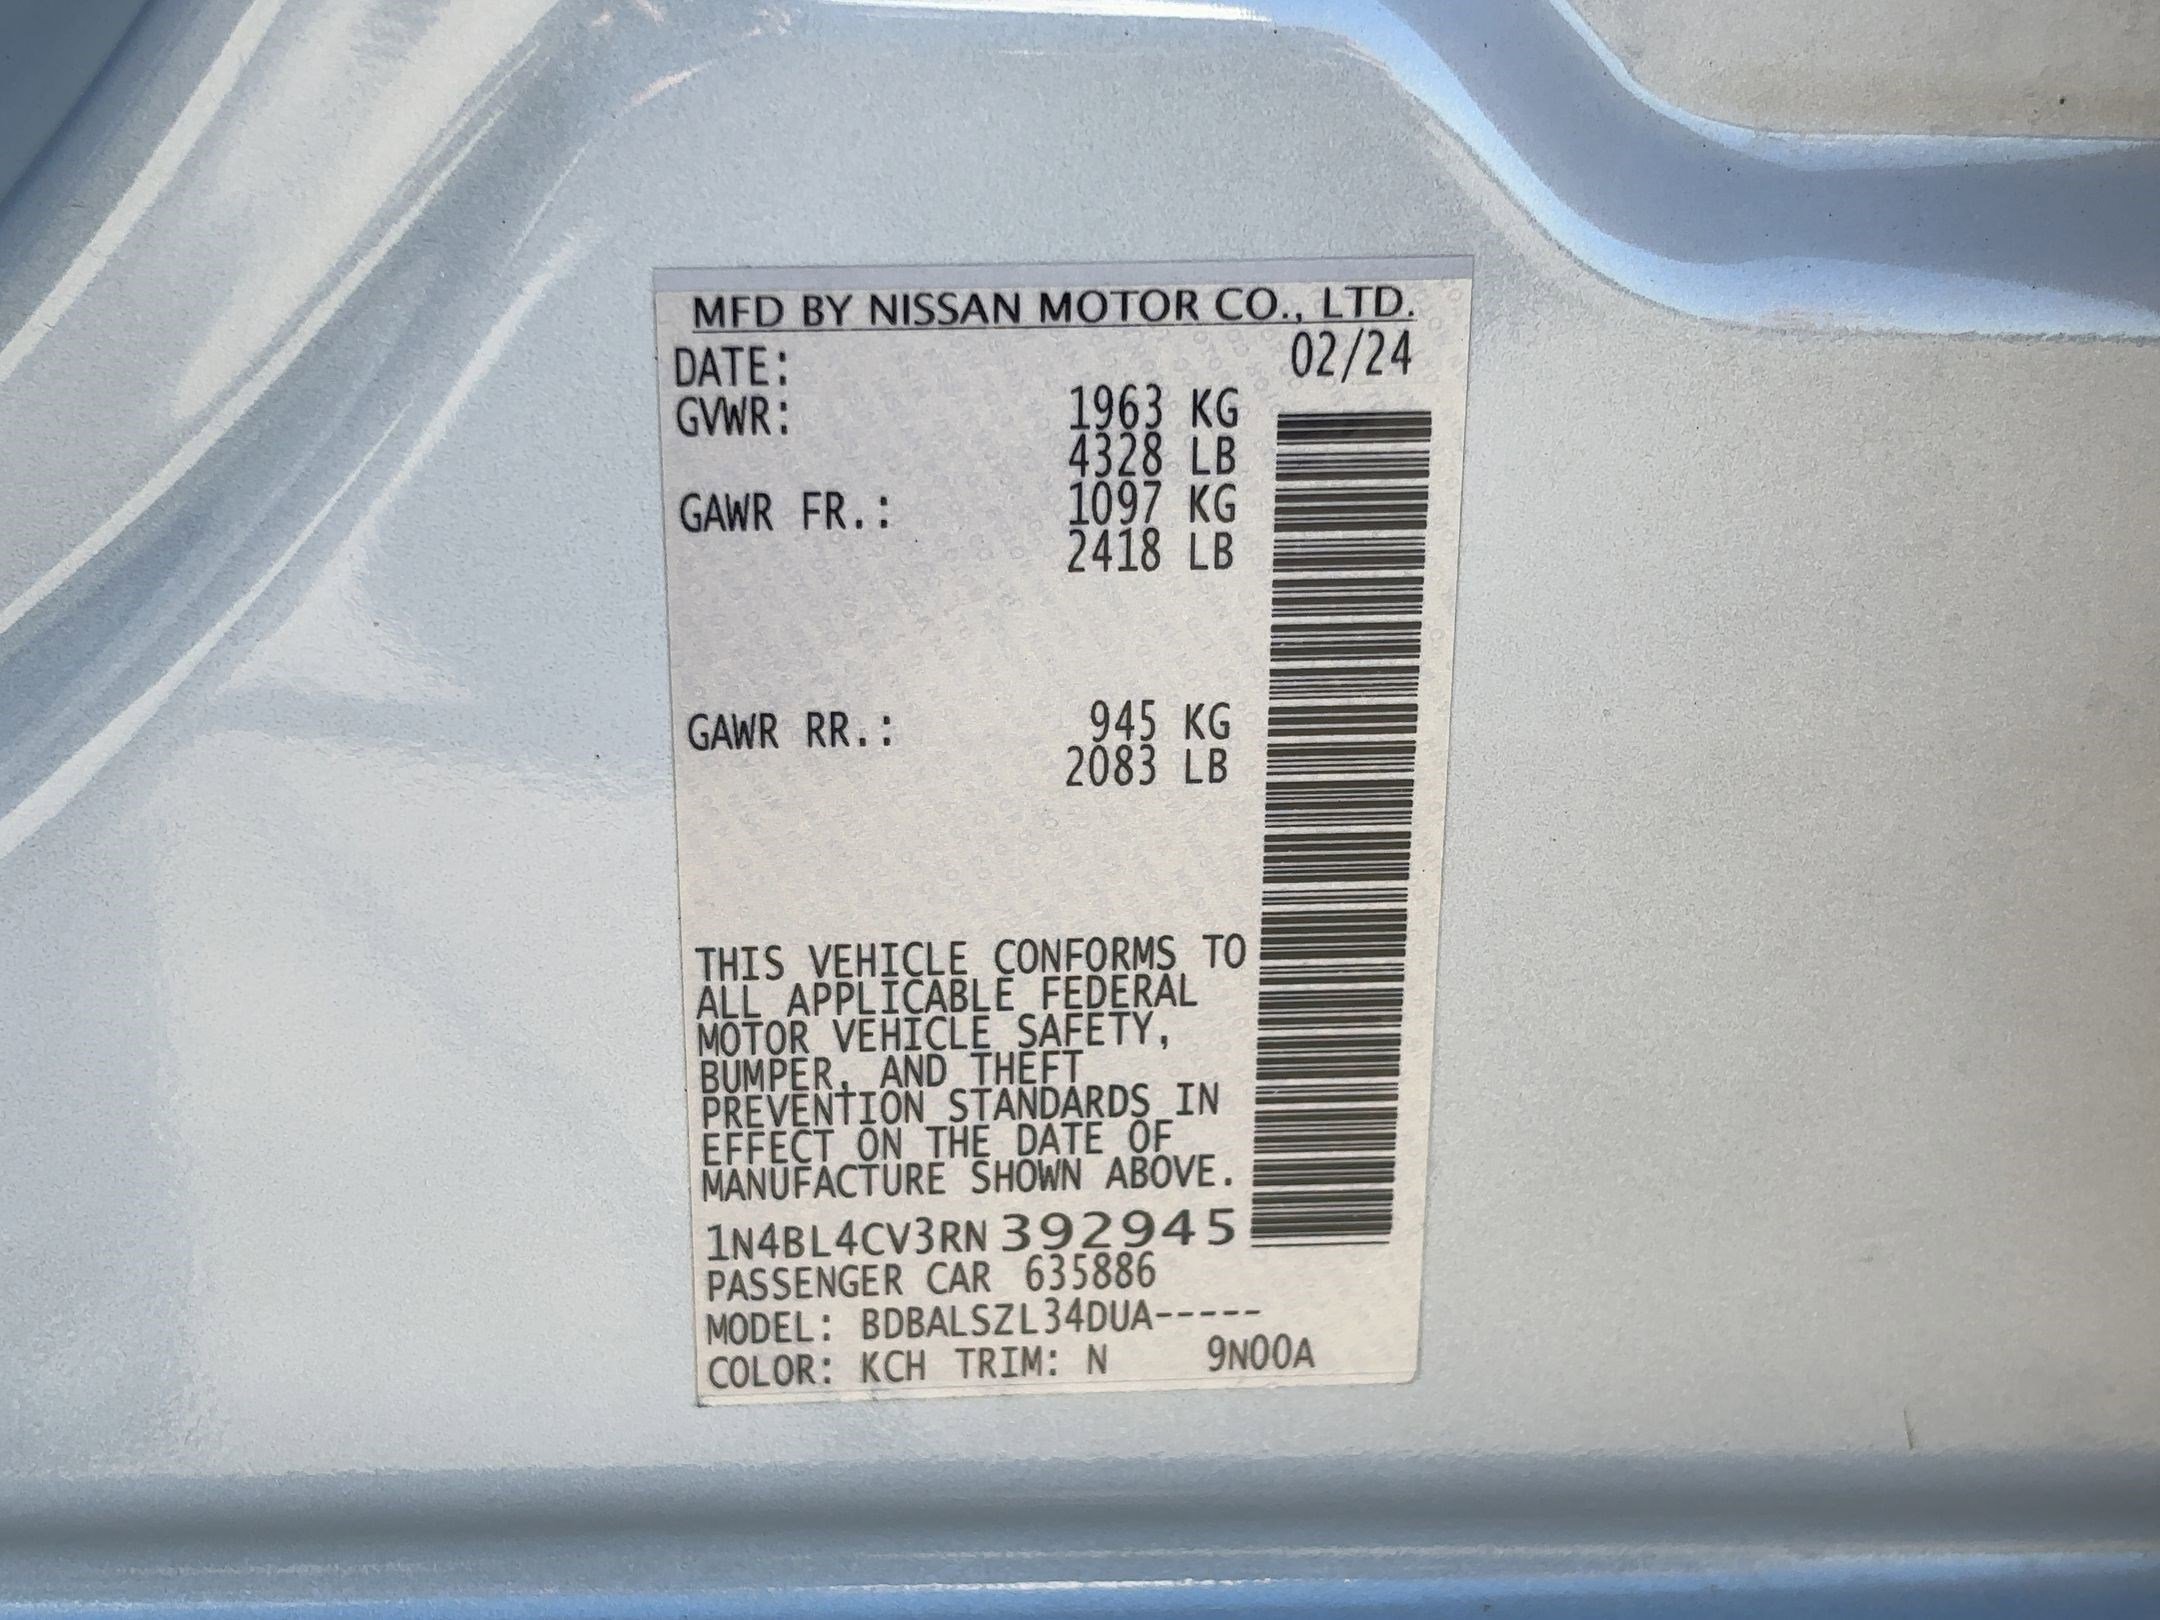 MFD BY NISSAN MOTOR CO., LTD.
DATE: 02/24
GVWR: 1963 KG
4328 LB
GAWR FR.: 1097 KG
2418 LB
GAWR RR.: 945 KG
2083 LB
THIS VEHICLE CONFORMS TO
ALL APPLICABLE FEDERAL
MOTOR VEHICLE SAFETY,
BUMPER, AND THEFT
PREVENTION STANDARDS IN
EFFECT ON THE DATE OF
MANUFACTURE SHOWN ABOVE.
1N4BL4CV3RN 392945
PASSENGER CAR 635886
MODEL: BDBALSZL34DUA-----
COLOR: KCH TRIM: N 9N00A